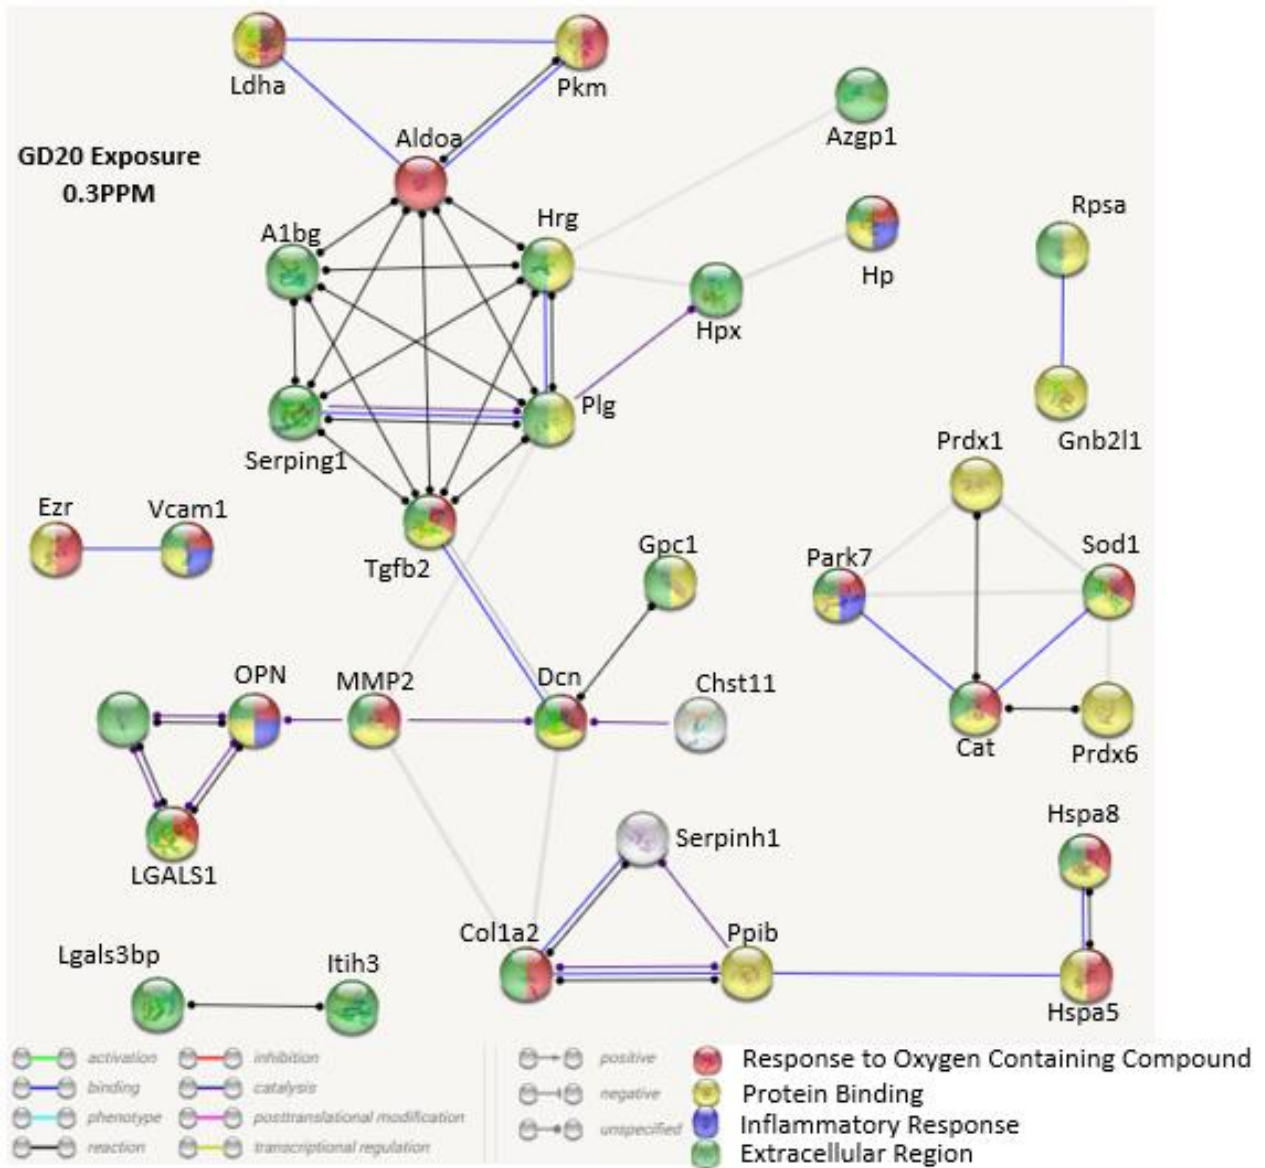 Ldha
Pkm
Aldoa
Azgp1
GD20 Exposure
0.3PPM
A1bg
Hrg
Rpsa
Hp
Hpx
Plg
Serping1
Gnb2l1
Prdx1
Ezr
Vcam1
Tgfb2
Gpc1
Park7
Sod1
OPN
MMP2
Dcn
Chst11
Cat
Prdx6
LGALS1
Serpinh1
Hspa8
Col1a2
Ppib
Lgals3bp
Itih3
Hspa5
activation
inhibition
positive
Response to Oxygen Containing Compound
binding
catalysis
negative
Protein Binding
phenotype
posttranslational modification
unspecified
Inflammatory Response
reaction
transcriptional regulation
Extracellular Region